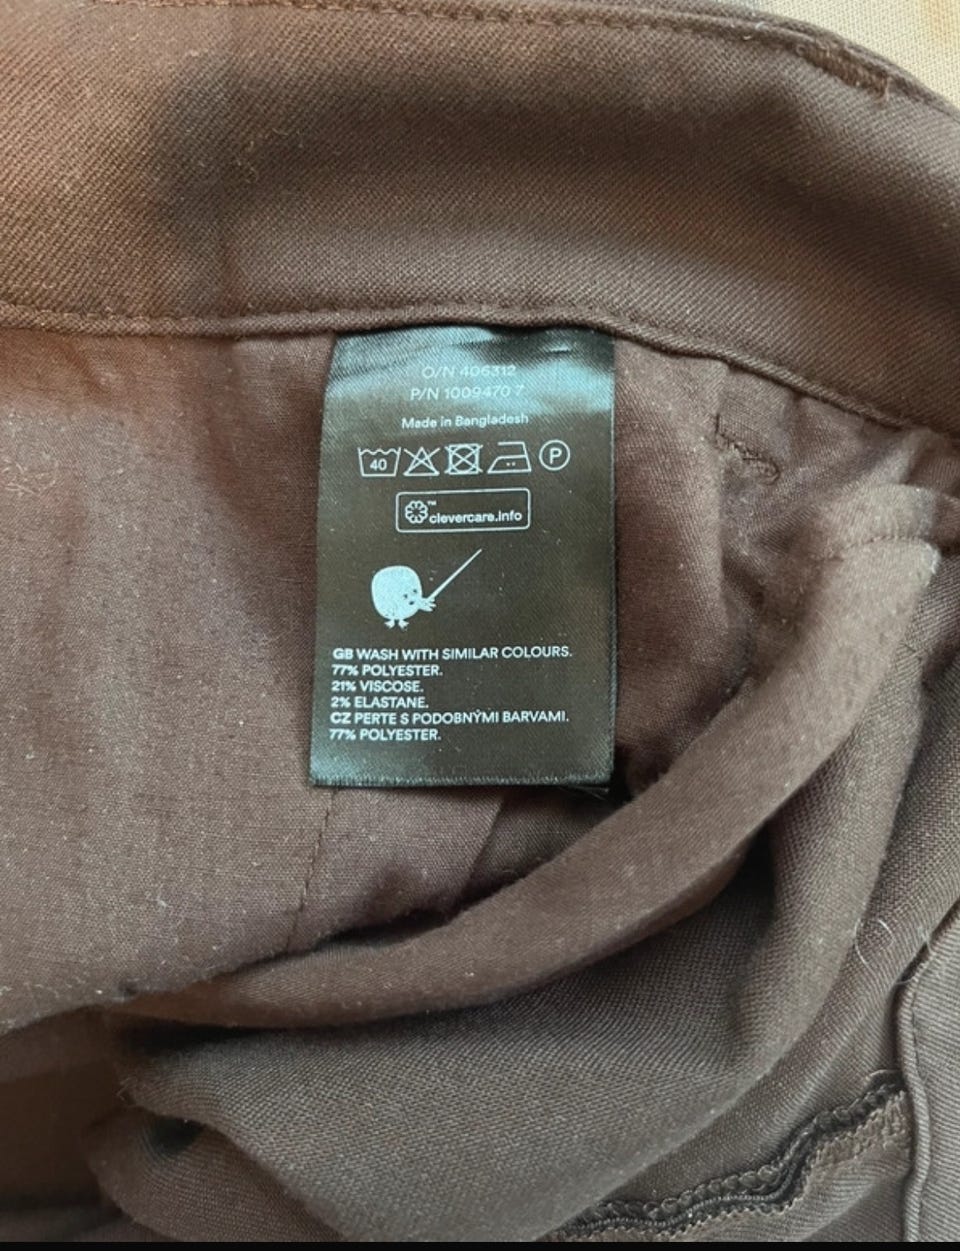 O/N 406312
P/N 1009470 7
Made in Bangladesh
40 P
™ clevercare.info
GB WASH WITH SIMILAR COLOURS.
77% POLYESTER.
21% VISCOSE.
2% ELASTANE.
CZ PERTE S PODOBNÝMI BARVAMI.
77% POLYESTER.